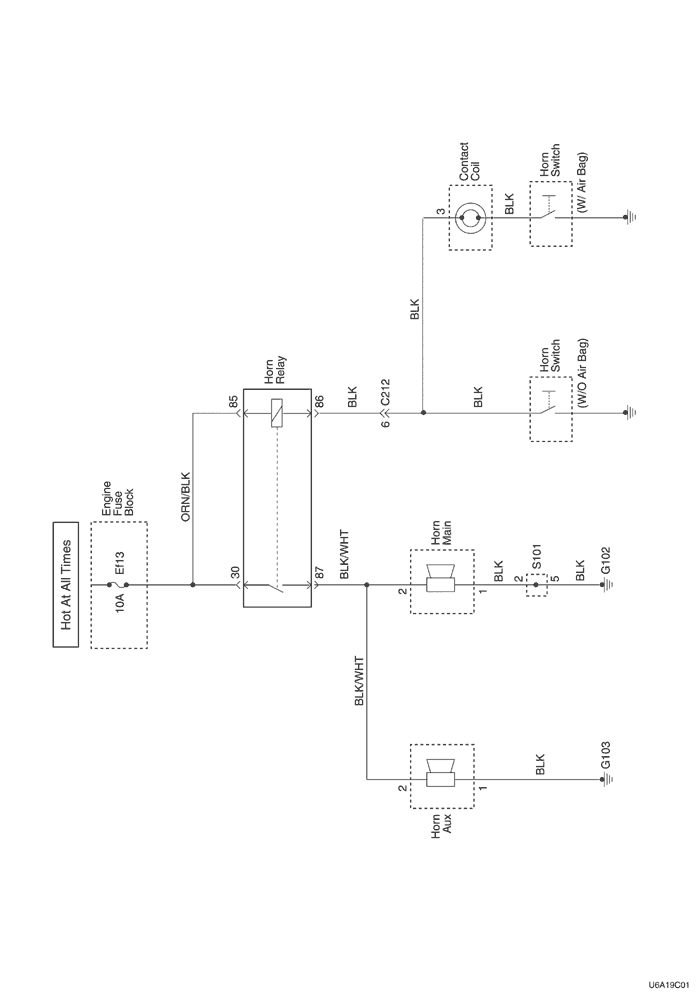 Hot At All Times
Engine
Fuse
Block
10A
Ef13
ORN/BLK
30
85
Horn
Relay
87
86
BLK/WHT
BLK
6
C212
BLK/WHT
BLK
BLK
3
Contact
Coil
BLK
Horn
Switch
(W/ Air Bag)
Horn
Switch
(W/O Air Bag)
2
Horn
Main
1
BLK
2
S101
5
BLK
G102
2
Horn
Aux
1
BLK
G103
U6A19C01